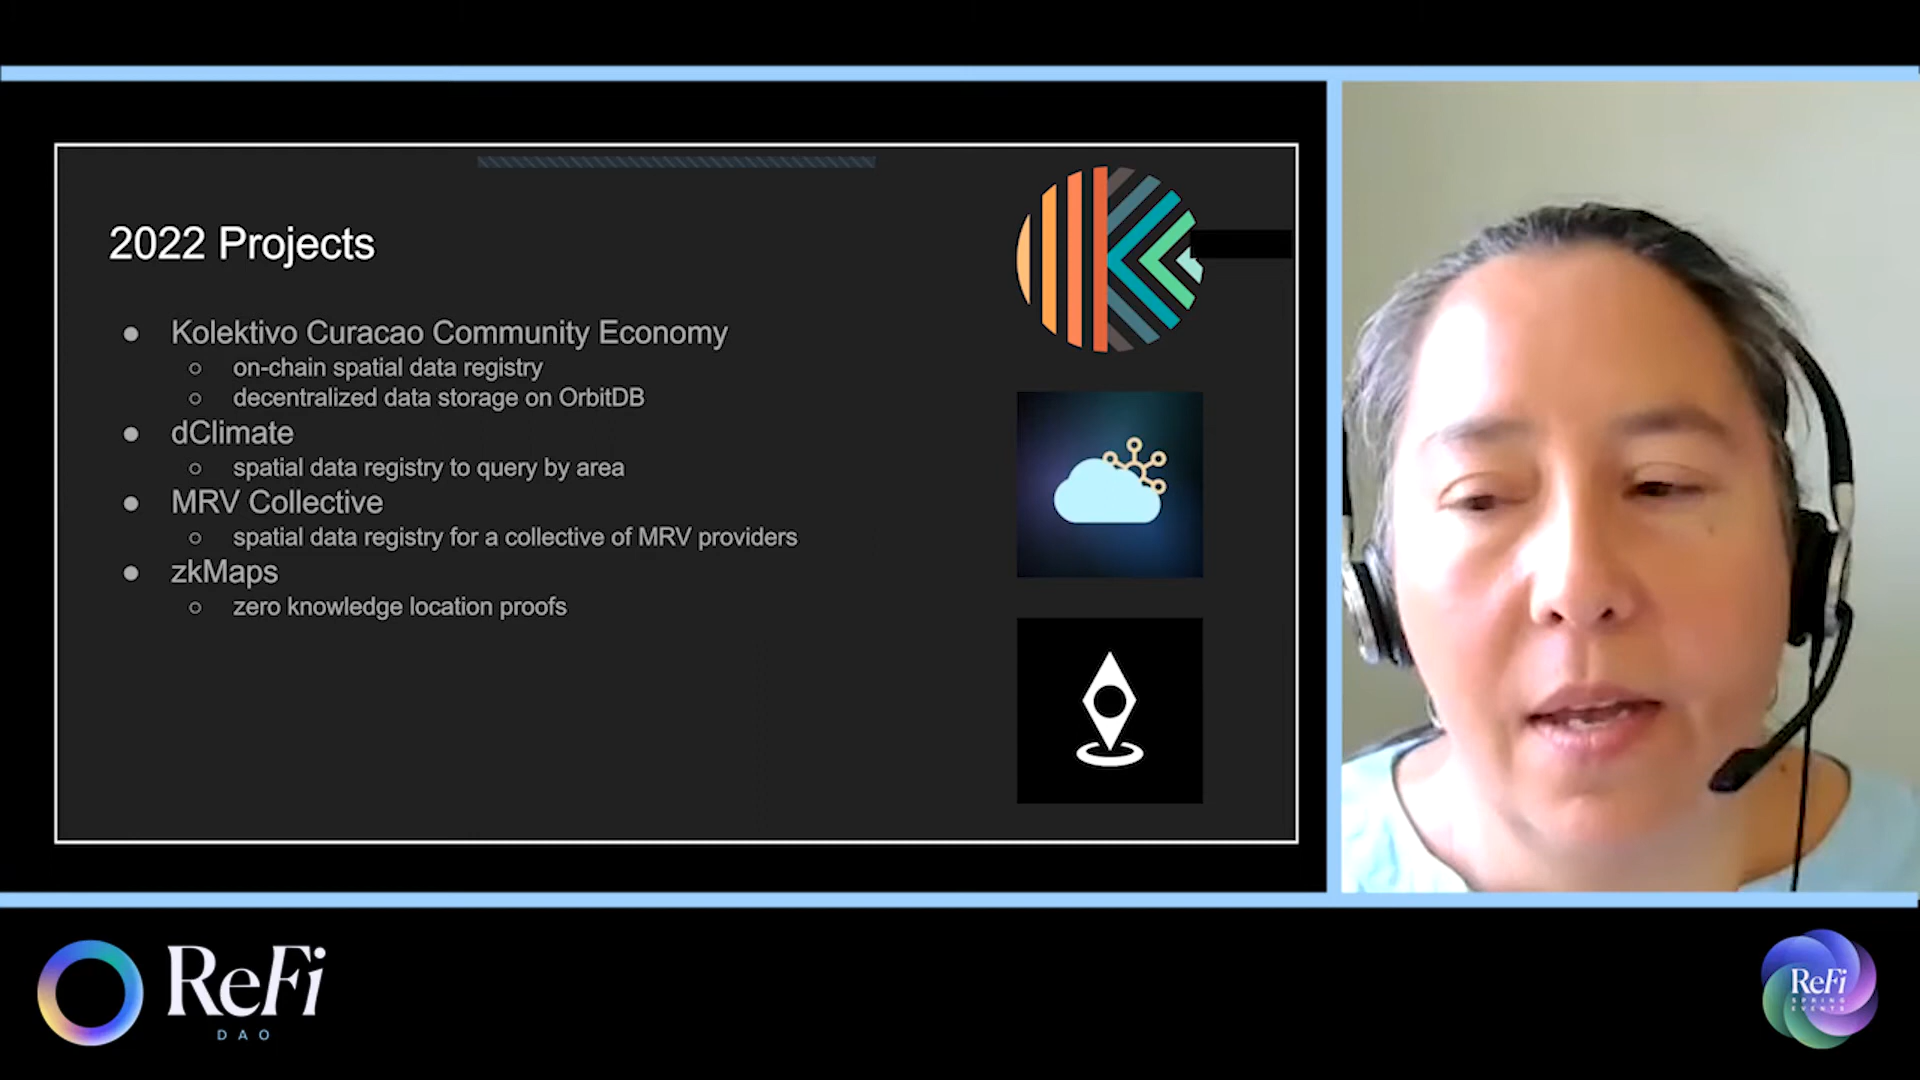 2022 Projects
Kolektivo Curacao Community Economy
on-chain spatial data registry
decentralized data storage on OrbitDB
dClimate
spatial data registry to query by area
MRV Collective
spatial data registry for a collective of MRV providers
zkMaps
zero knowledge location proofs
ReFi
DAO
ReFi
SPRING
EVENTS